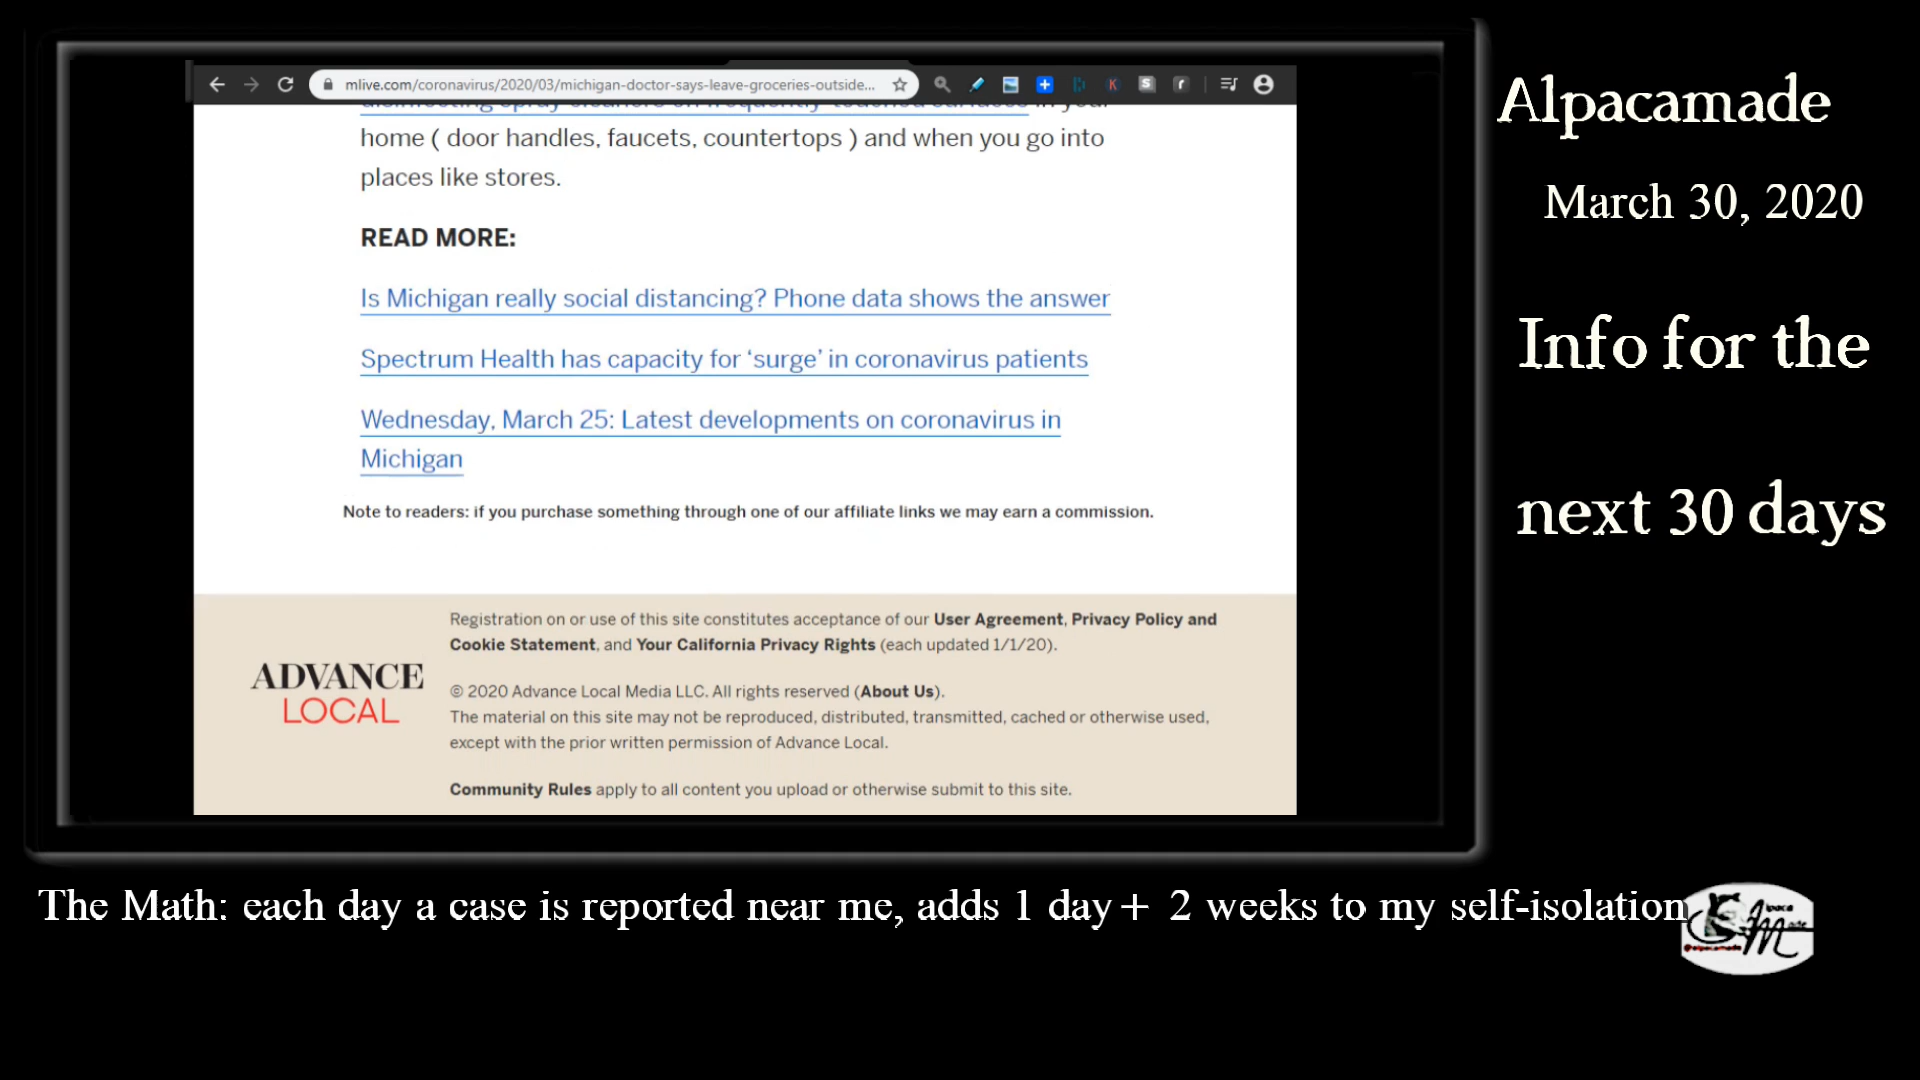 mlive.com/coronavirus/2020/03/michigan-doctor-says-leave-groceries-outside...
disinfecting spray cleaners on frequently-touched surfaces in your
home ( door handles, faucets, countertops ) and when you go into
places like stores.
READ MORE:
Is Michigan really social distancing? Phone data shows the answer
Spectrum Health has capacity for ‘surge’ in coronavirus patients
Wednesday, March 25: Latest developments on coronavirus in
Michigan
Note to readers: if you purchase something through one of our affiliate links we may earn a commission.
ADVANCE
LOCAL
Registration on or use of this site constitutes acceptance of our User Agreement, Privacy Policy and
Cookie Statement, and Your California Privacy Rights (each updated 1/1/20).
© 2020 Advance Local Media LLC. All rights reserved (About Us).
The material on this site may not be reproduced, distributed, transmitted, cached or otherwise used,
except with the prior written permission of Advance Local.
Community Rules apply to all content you upload or otherwise submit to this site.
Alpacamade
March 30, 2020
Info for the
next 30 days
The Math: each day a case is reported near me, adds 1 day+ 2 weeks to my self-isolation